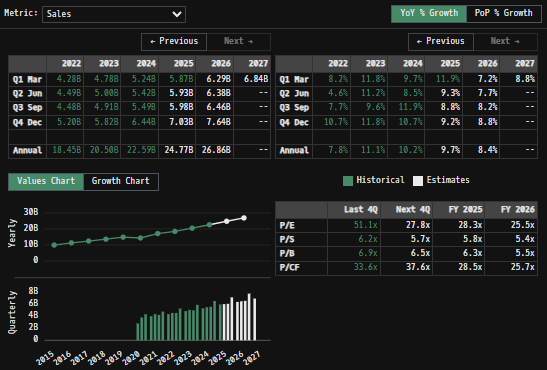 Metric: Sales YoY % Growth PoP % Growth
← Previous Next →
2022 2023 2024 2025 2026 2027
Q1 Mar 4.28B 4.78B 5.24B 5.87B 6.29B 6.84B
Q2 Jun 4.49B 5.00B 5.42B 5.93B 6.38B --
Q3 Sep 4.48B 4.91B 5.49B 5.98B 6.46B --
Q4 Dec 5.20B 5.82B 6.44B 7.03B 7.64B --
Annual 18.45B 20.50B 22.59B 24.77B 26.86B --
← Previous Next →
2022 2023 2024 2025 2026 2027
Q1 Mar 8.2% 11.8% 9.7% 11.9% 7.2% 8.8%
Q2 Jun 4.6% 11.2% 8.5% 9.3% 7.7% --
Q3 Sep 7.7% 9.6% 11.9% 8.8% 8.2% --
Q4 Dec 10.7% 11.8% 10.7% 9.2% 8.8% --
Annual 7.8% 11.1% 10.2% 9.7% 8.4% --
Values Chart Growth Chart
Historical Estimates
Yearly
30B
20B
10B
0
Quarterly
8B
6B
4B
2B
0
2015 2016 2017 2018 2019 2020 2021 2022 2023 2024 2025 2026 2027
Last 4Q Next 4Q FY 2025 FY 2026
P/E 51.1x 27.8x 28.3x 25.5x
P/S 6.2x 5.7x 5.8x 5.4x
P/B 6.9x 6.5x 6.3x 5.5x
P/CF 33.6x 37.6x 28.5x 25.7x